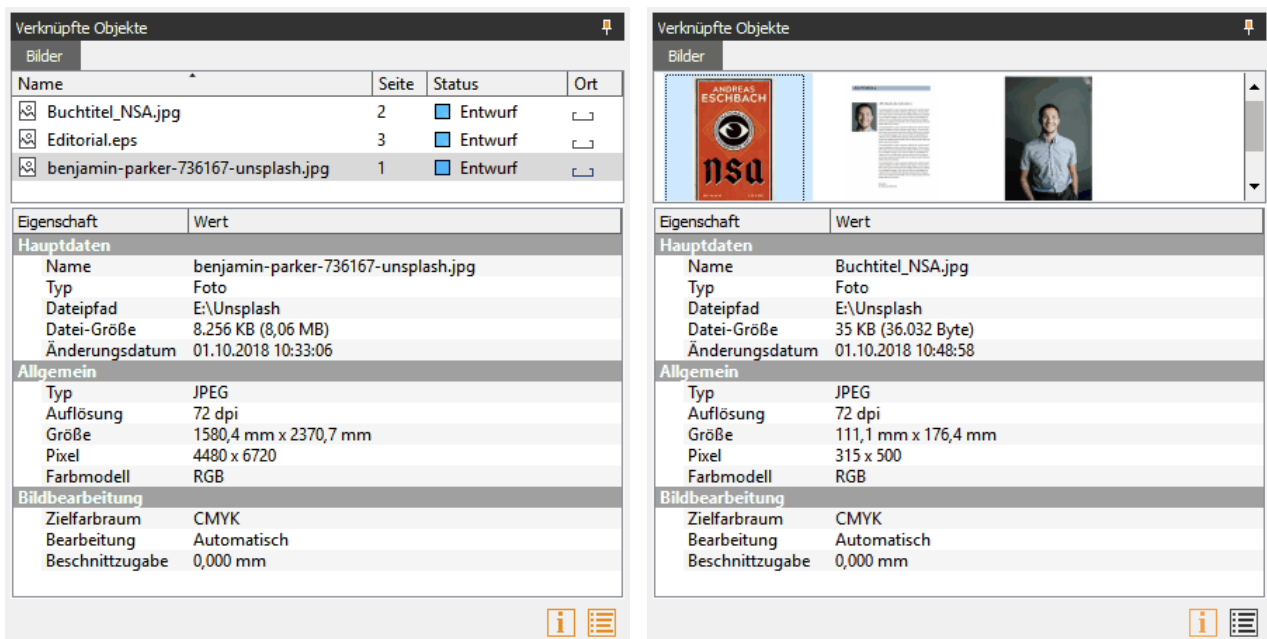 Verknüpfte Objekte
Bilder
Name Seite Status Ort
Buchtitel_NSA.jpg 2 Entwurf
Editorial.eps 3 Entwurf
benjamin-parker-736167-unsplash.jpg 1 Entwurf
Eigenschaft Wert
Hauptdaten
Name benjamin-parker-736167-unsplash.jpg
Typ Foto
Dateipfad E:\Unsplash
Datei-Größe 8.256 KB (8,06 MB)
Änderungsdatum 01.10.2018 10:33:06
Allgemein
Typ JPEG
Auflösung 72 dpi
Größe 1580,4 mm x 2370,7 mm
Pixel 4480 x 6720
Farbmodell RGB
Bildbearbeitung
Zielfarbraum CMYK
Bearbeitung Automatisch
Beschnittzugabe 0,000 mm
Verknüpfte Objekte
Bilder
ANDREAS
ESCHBACH
nsa
Eigenschaft Wert
Hauptdaten
Name Buchtitel_NSA.jpg
Typ Foto
Dateipfad E:\Unsplash
Datei-Größe 35 KB (36.032 Byte)
Änderungsdatum 01.10.2018 10:48:58
Allgemein
Typ JPEG
Auflösung 72 dpi
Größe 111,1 mm x 176,4 mm
Pixel 315 x 500
Farbmodell RGB
Bildbearbeitung
Zielfarbraum CMYK
Bearbeitung Automatisch
Beschnittzugabe 0,000 mm